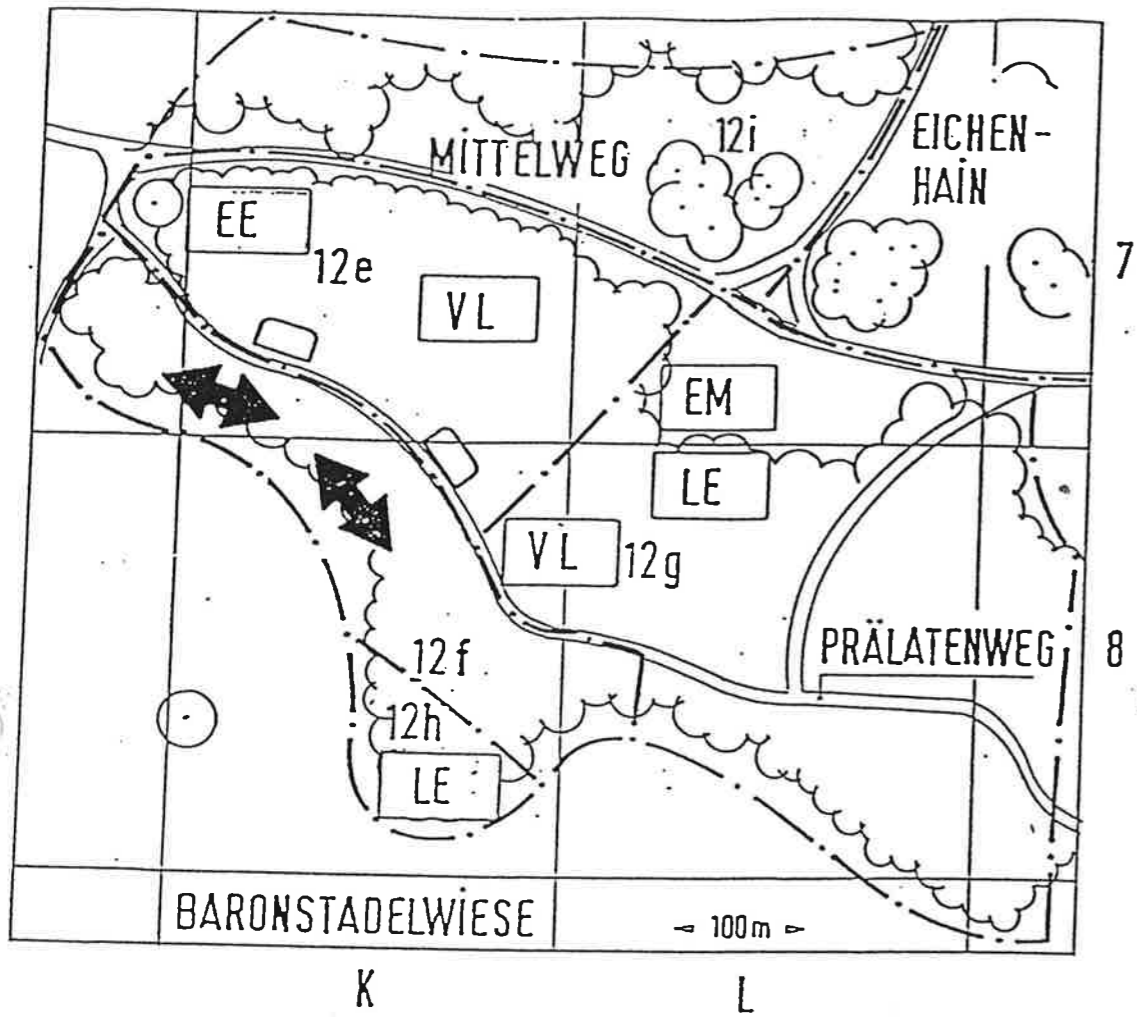 12i
EICHEN-
HAIN
MITTELWEG
EE
12e
7
VL
EM
LE
VL
12g
12f
PRÄLATENWEG
8
12h
LE
BARONSTADELWIESE
100m
K
L